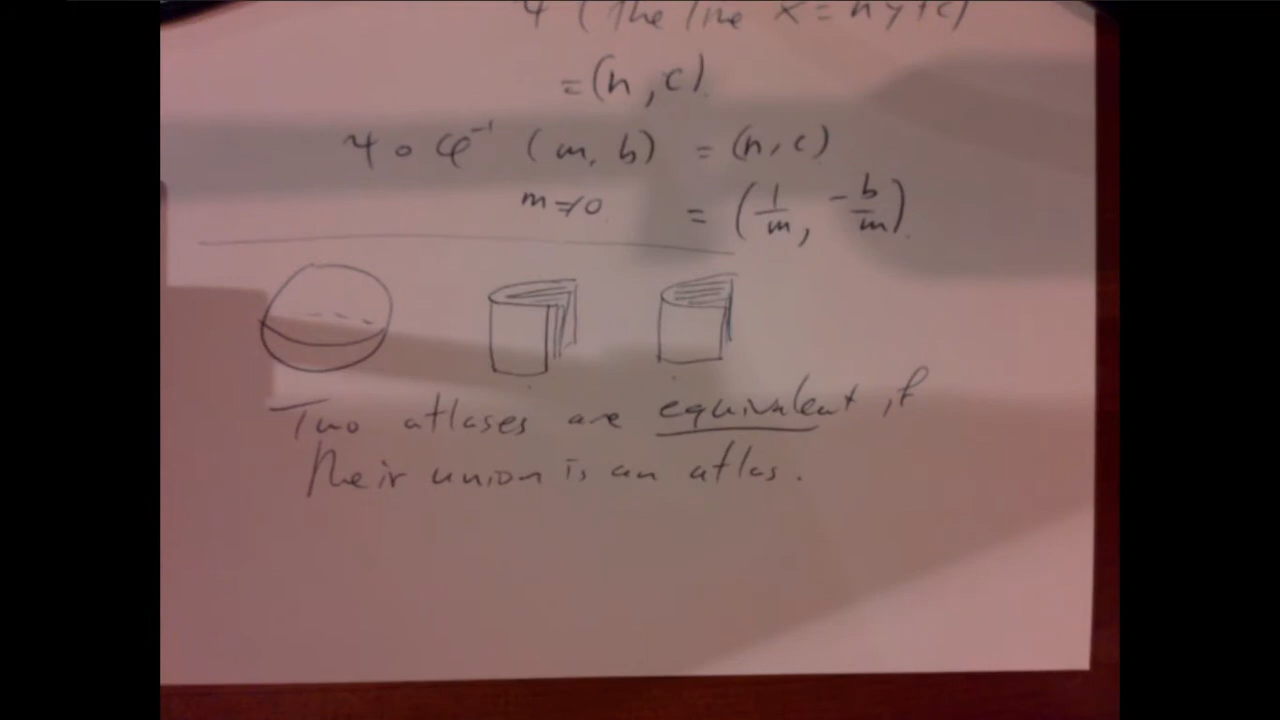 ψ (the line x = ny + c)
= (n, c).
ψ ∘ φ⁻¹ (m, b) = (n, c)
m ≠ 0 = (1/m, -b/m).
Two atlases are equivalent if
their union is an atlas.